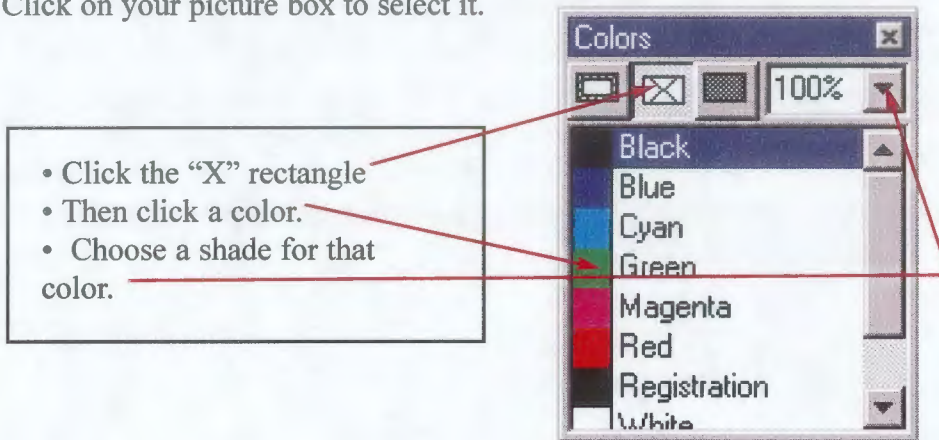 Click on your picture box to select it.
• Click the “X” rectangle
• Then click a color.
• Choose a shade for that
color.
Colors
100%
Black
Blue
Cyan
Green
Magenta
Red
Registration
White